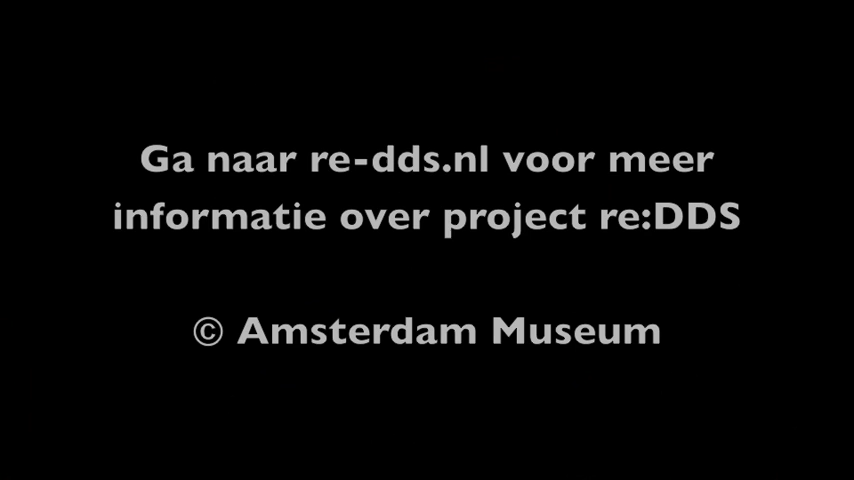 Ga naar re-dds.nl voor meer
informatie over project re:DDS
© Amsterdam Museum